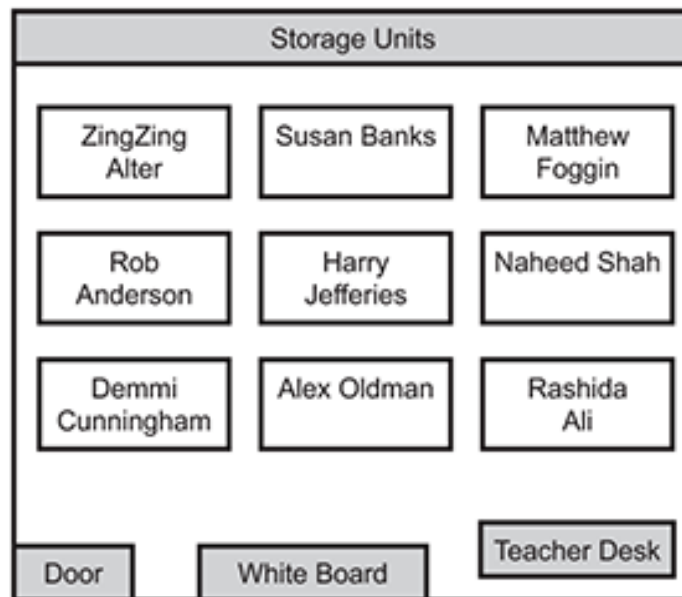 Storage Units
ZingZing
Alter
Susan Banks
Matthew
Foggin
Rob
Anderson
Harry
Jefferies
Naheed Shah
Demmi
Cunningham
Alex Oldman
Rashida
Ali
Door
White Board
Teacher Desk